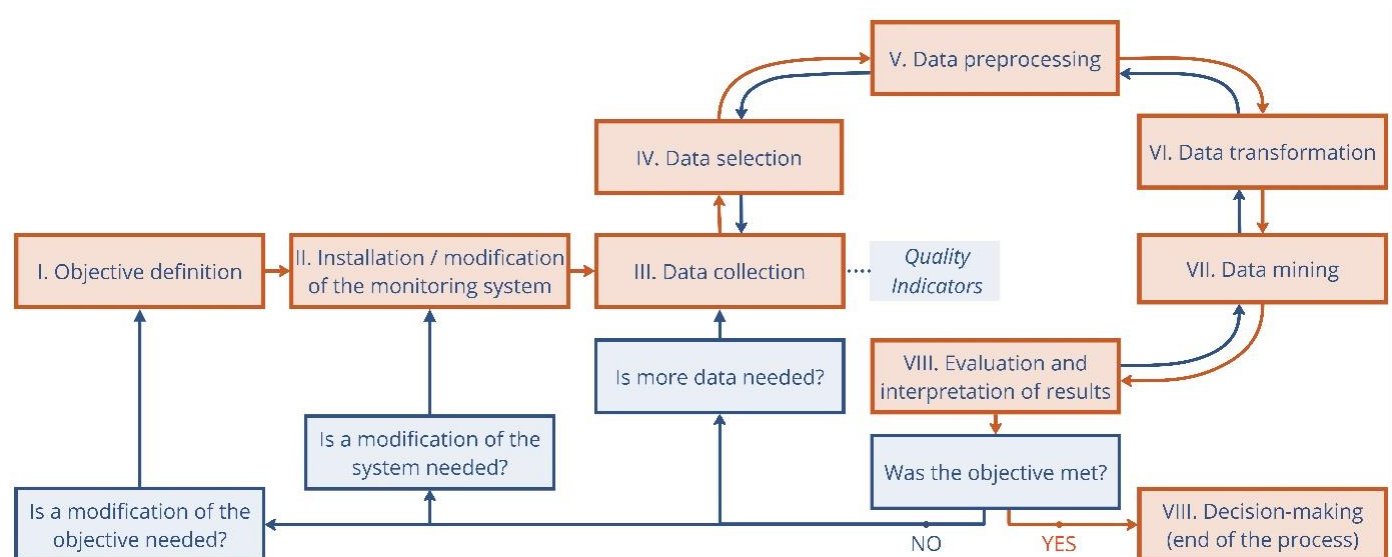 V. Data preprocessing
IV. Data selection
VI. Data transformation
I. Objective definition
II. Installation / modification
of the monitoring system
III. Data collection
Quality
Indicators
VII. Data mining
VIII. Evaluation and
interpretation of results
Is more data needed?
Is a modification of the
system needed?
Was the objective met?
Is a modification of the
objective needed?
NO
YES
VIII. Decision-making
(end of the process)